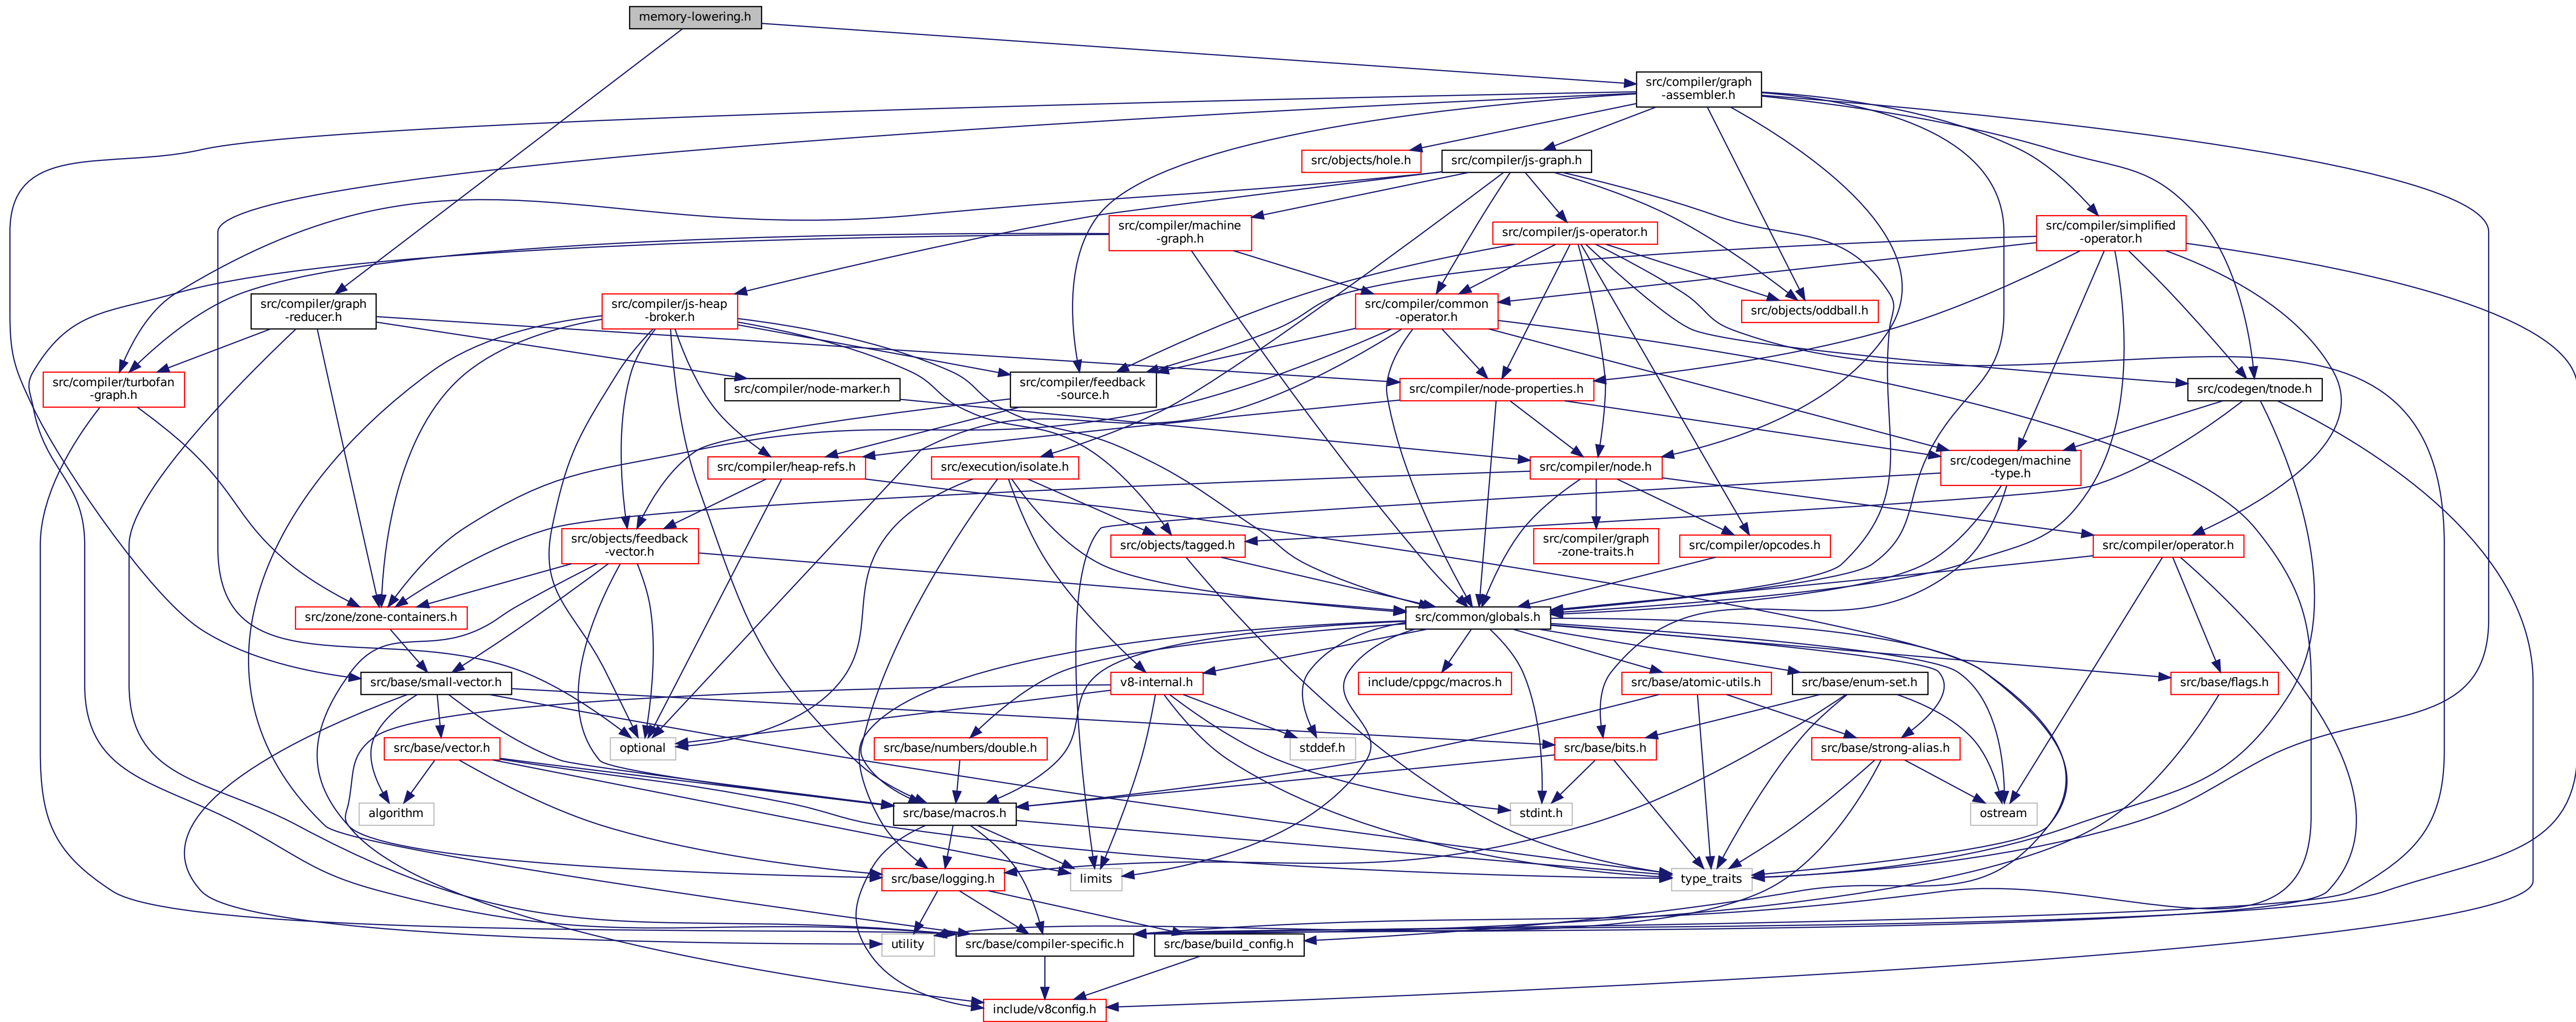 memory-lowering.h
src/compiler/graph
-assembler.h
src/objects/hole.h
src/compiler/js-graph.h
src/compiler/machine
-graph.h
src/compiler/js-operator.h
src/compiler/simplified
-operator.h
src/compiler/graph
-reducer.h
src/compiler/js-heap
-broker.h
src/compiler/common
-operator.h
src/objects/oddball.h
src/compiler/turbofan
-graph.h
src/compiler/node-marker.h
src/compiler/feedback
-source.h
src/compiler/node-properties.h
src/codegen/tnode.h
src/compiler/heap-refs.h
src/execution/isolate.h
src/compiler/node.h
src/codegen/machine
-type.h
src/objects/feedback
-vector.h
src/objects/tagged.h
src/compiler/graph
-zone-traits.h
src/compiler/opcodes.h
src/compiler/operator.h
src/zone/zone-containers.h
src/common/globals.h
src/base/small-vector.h
v8-internal.h
include/cppgc/macros.h
src/base/atomic-utils.h
src/base/enum-set.h
src/base/flags.h
src/base/vector.h
optional
src/base/numbers/double.h
stddef.h
src/base/bits.h
src/base/strong-alias.h
algorithm
src/base/macros.h
stdint.h
ostream
src/base/logging.h
limits
type_traits
utility
src/base/compiler-specific.h
src/base/build_config.h
include/v8config.h